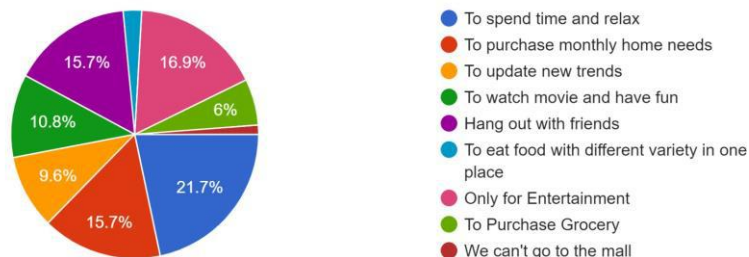 To spend time and relax
To purchase monthly home needs
To update new trends
To watch movie and have fun
Hang out with friends
To eat food with different variety in one
place
Only for Entertainment
To Purchase Grocery
We can't go to the mall
15.7%
16.9%
10.8%
6%
9.6%
21.7%
15.7%